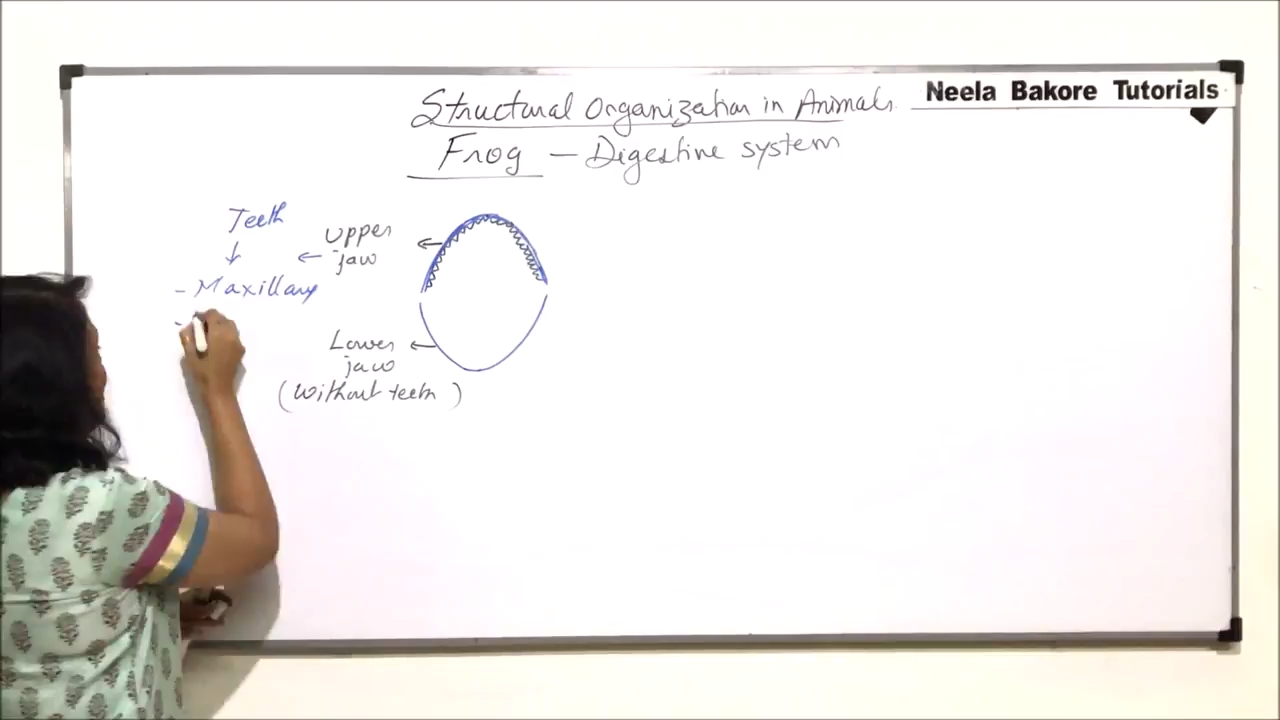 Neela Bakore Tutorials
Structural Organization in Animals
Frog — Digestive system
Teeth
↓
Upper
jaw
←
←
- Maxillary
-
Lower
jaw
←
(without teeth)